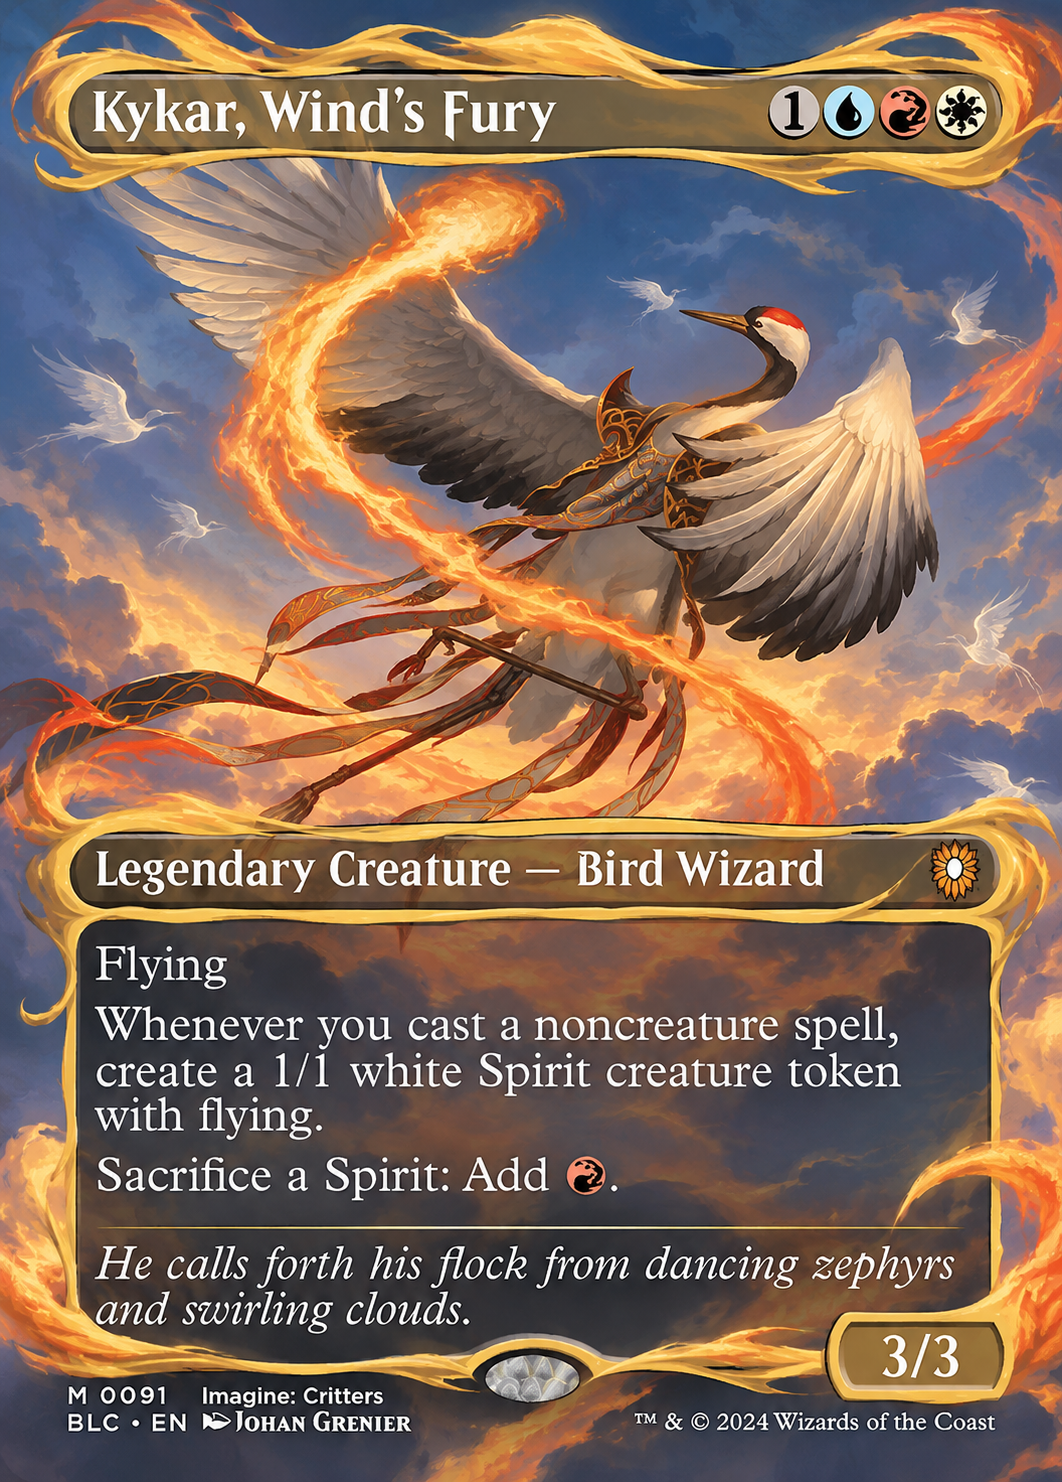 Kykar, Wind's Fury 1
Legendary Creature — Bird Wizard
Flying
Whenever you cast a noncreature spell,
create a 1/1 white Spirit creature token
with flying.
Sacrifice a Spirit: Add .
He calls forth his flock from dancing zephyrs
and swirling clouds.
3/3
M 0091 Imagine: Critters
BLC • EN Johan Grenier
™ & © 2024 Wizards of the Coast